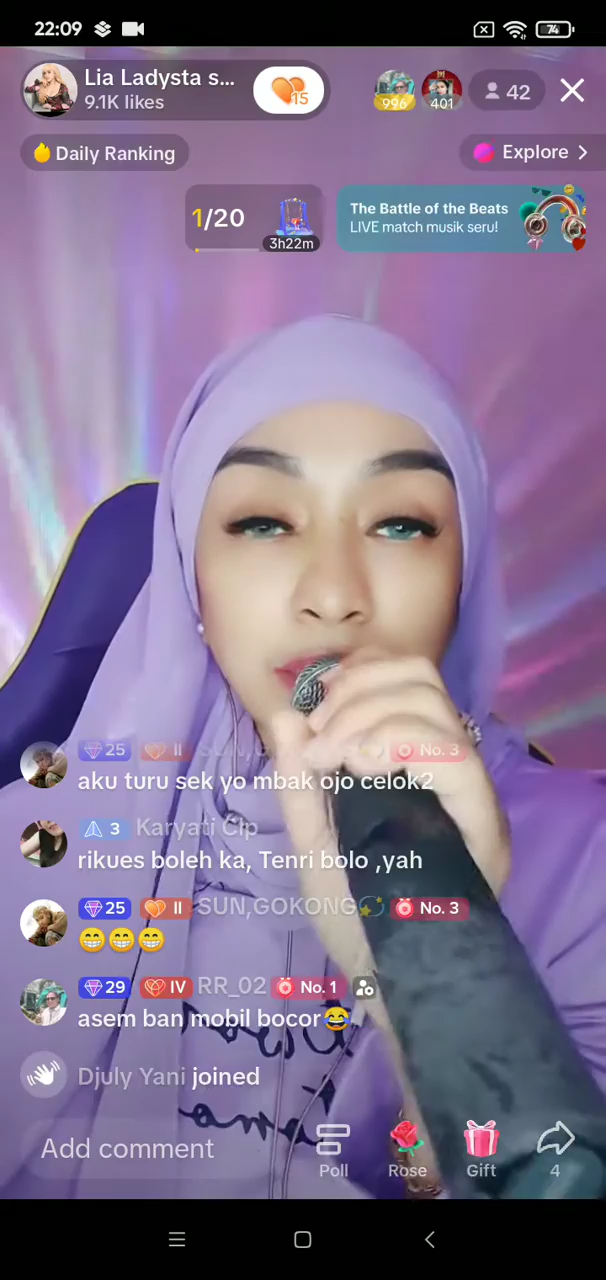 22:09
74
Lia Ladysta s...
9.1K likes
15
996
401
42
Daily Ranking
Explore
1/20
3h22m
The Battle of the Beats
LIVE match musik seru!
25 II No. 3
aku turu sek yo mbak ojo celok2
3 Karyati Cip
rikues boleh ka, Tenri bolo ,yah
25 II SUN,GOKONG💫 No. 3
😁😁😁
29 IV RR_02 No. 1
asem ban mobil bocor😂
Djuly Yani joined
Add comment
Poll
Rose
Gift
4